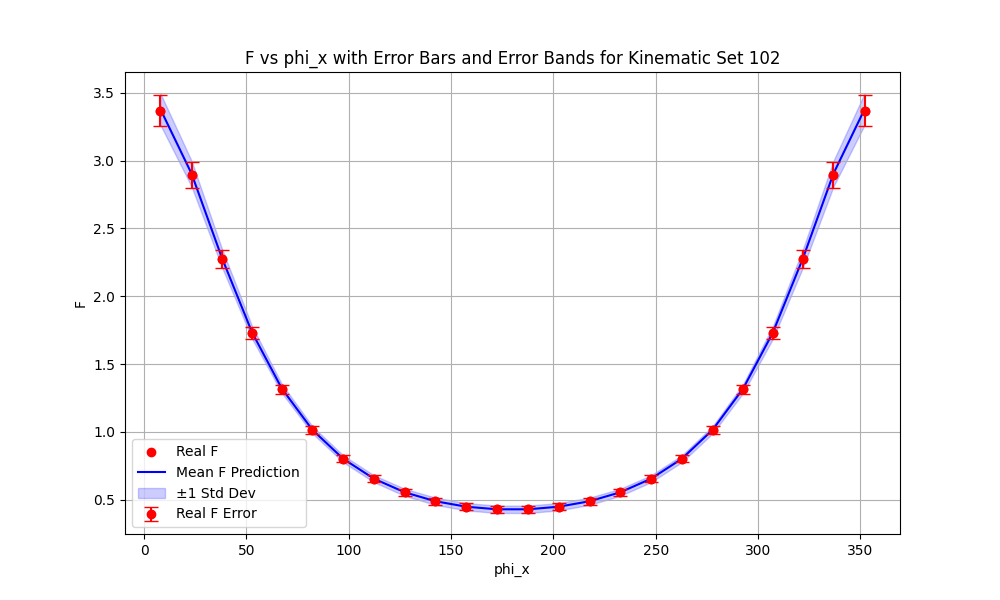 F vs phi_x with Error Bars and Error Bands for Kinematic Set 102
F
3.5
3.0
2.5
2.0
1.5
1.0
0.5
Real F
Mean F Prediction
±1 Std Dev
Real F Error
0 50 100 150 200 250 300 350
phi_x